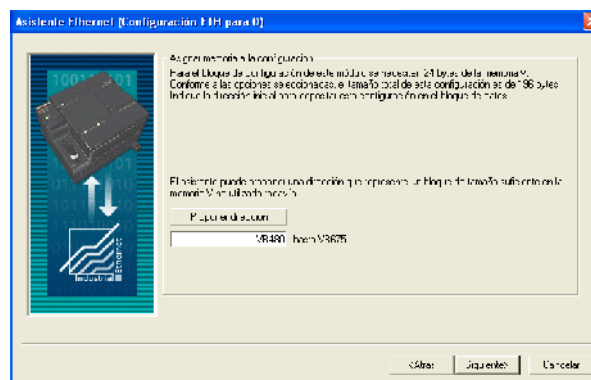 Asistente Ethernet (Configuración ETH para 0)
Asignar memoria a la configuración
Para el bloque de configuración de este módulo se necesitan 24 bytes de la memoria V.
Conforme a las opciones seleccionadas, el tamaño total de esta configuración es de 196 bytes.
Indique la dirección inicial para depositar esta configuración en el bloque de datos.
El asistente puede proponer una dirección que represente un bloque de tamaño suficiente en la
memoria V no utilizada todavía.
Proponer dirección
VB480 hasta VB675
Industrial Ethernet
<Atrás Siguiente> Cancelar